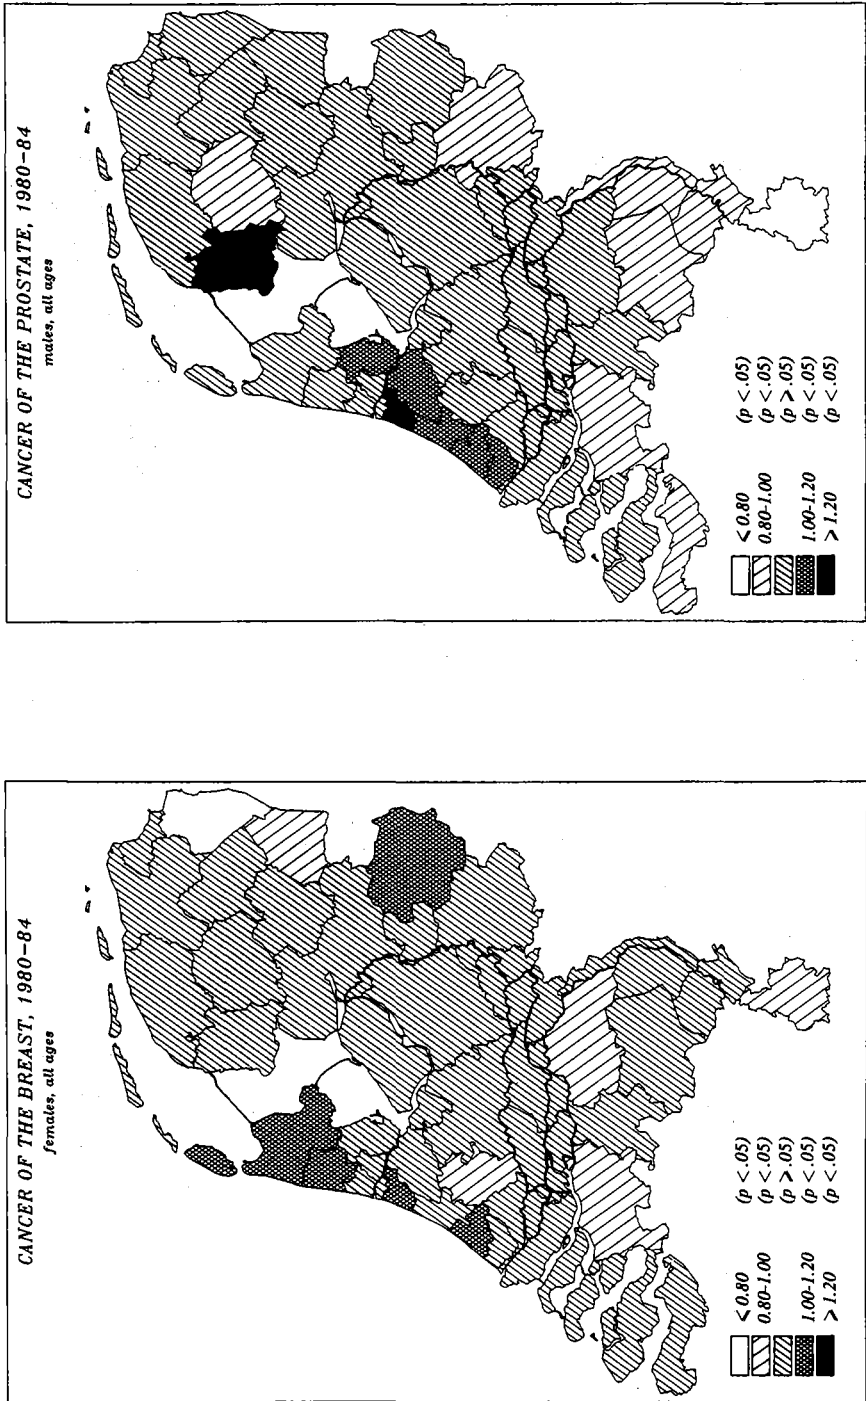 CANCER OF THE BREAST, 1980-84
females, all ages
< 0.80 (p < .05)
0.80-1.00 (p < .05)
(p > .05)
1.00-1.20 (p < .05)
> 1.20 (p < .05)
CANCER OF THE PROSTATE, 1980-84
males, all ages
< 0.80 (p < .05)
0.80-1.00 (p < .05)
(p > .05)
1.00-1.20 (p < .05)
> 1.20 (p < .05)